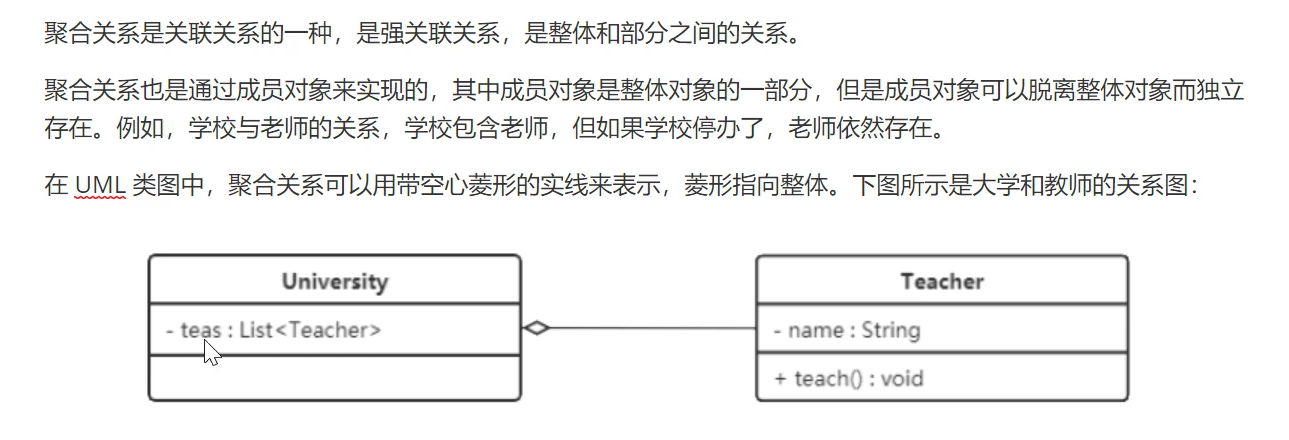 聚合关系是关联关系的一种，是强关联关系，是整体和部分之间的关系。
聚合关系也是通过成员对象来实现的，其中成员对象是整体对象的一部分，但是成员对象可以脱离整体对象而独立
存在。例如，学校与老师的关系，学校包含老师，但如果学校停办了，老师依然存在。
在 UML 类图中，聚合关系可以用带空心菱形的实线来表示，菱形指向整体。下图所示是大学和教师的关系图：
University
- teas : List<Teacher>
Teacher
- name : String
+ teach() : void